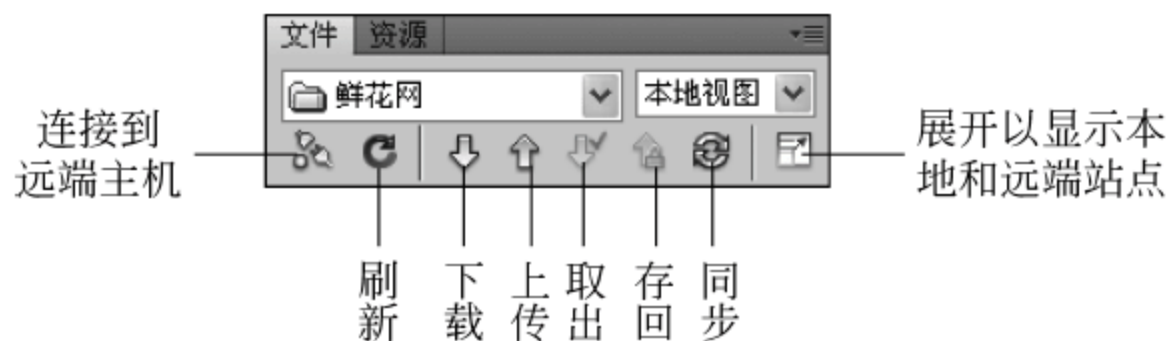 文件 资源
鲜花网 本地视图
连接到
远端主机
展开以显示本
地和远端站点
刷新
下载
上传
取出
存回
同步